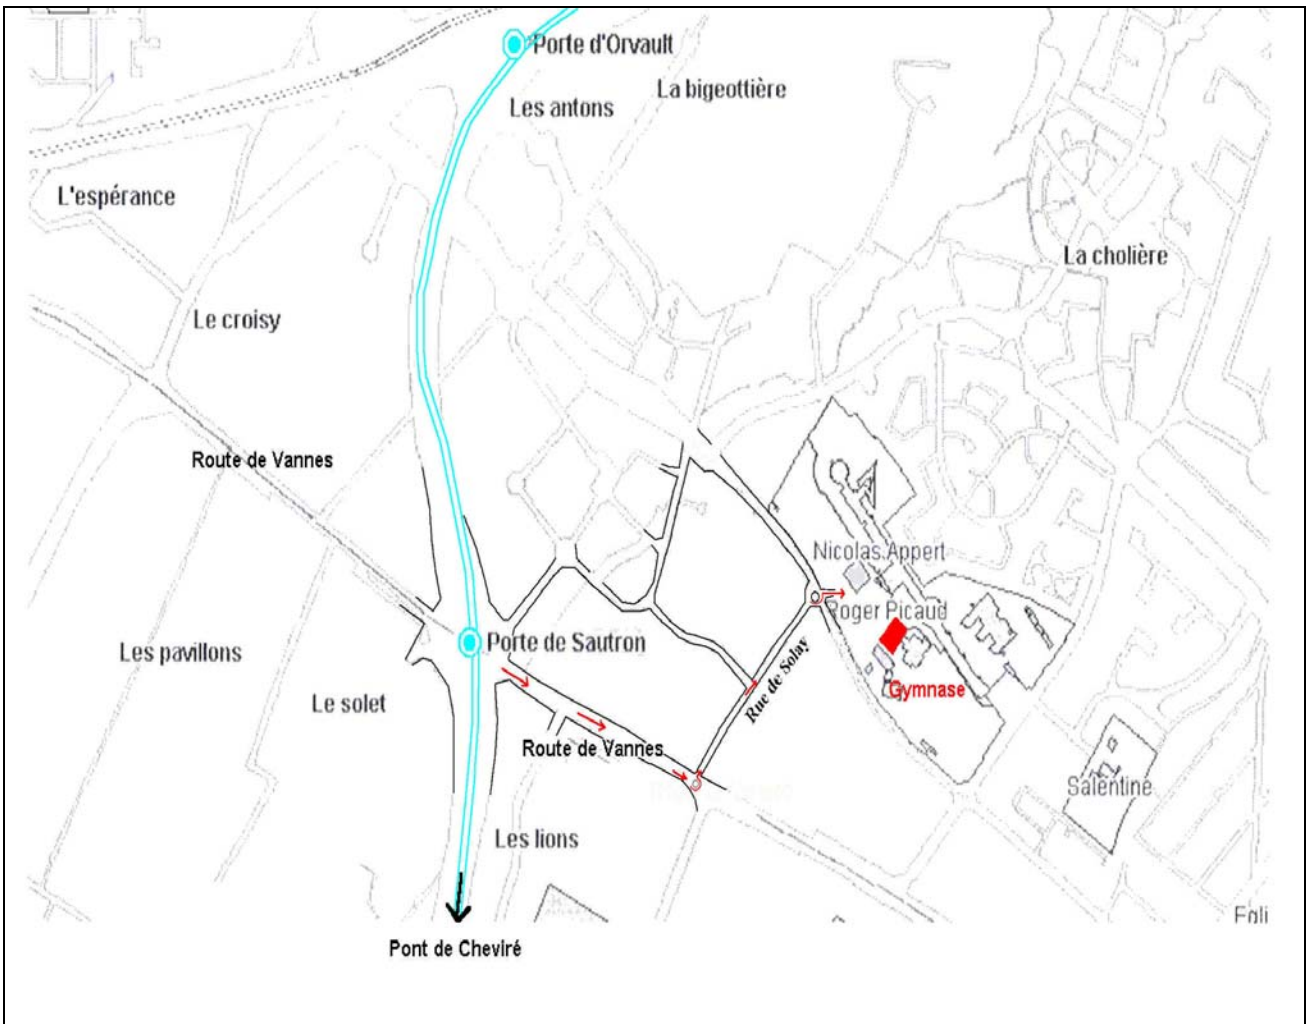 Porte d'Orvault
La bigeottière
Les antons
L'espérance
La cholière
Le croisy
Route de Vannes
Nicolas Appert
Roger Picaud
Porte de Sautron
Les pavillons
Rue de Solay
Gymnase
Le solet
Route de Vannes
Salentine
Les lions
Egli
Pont de Cheviré